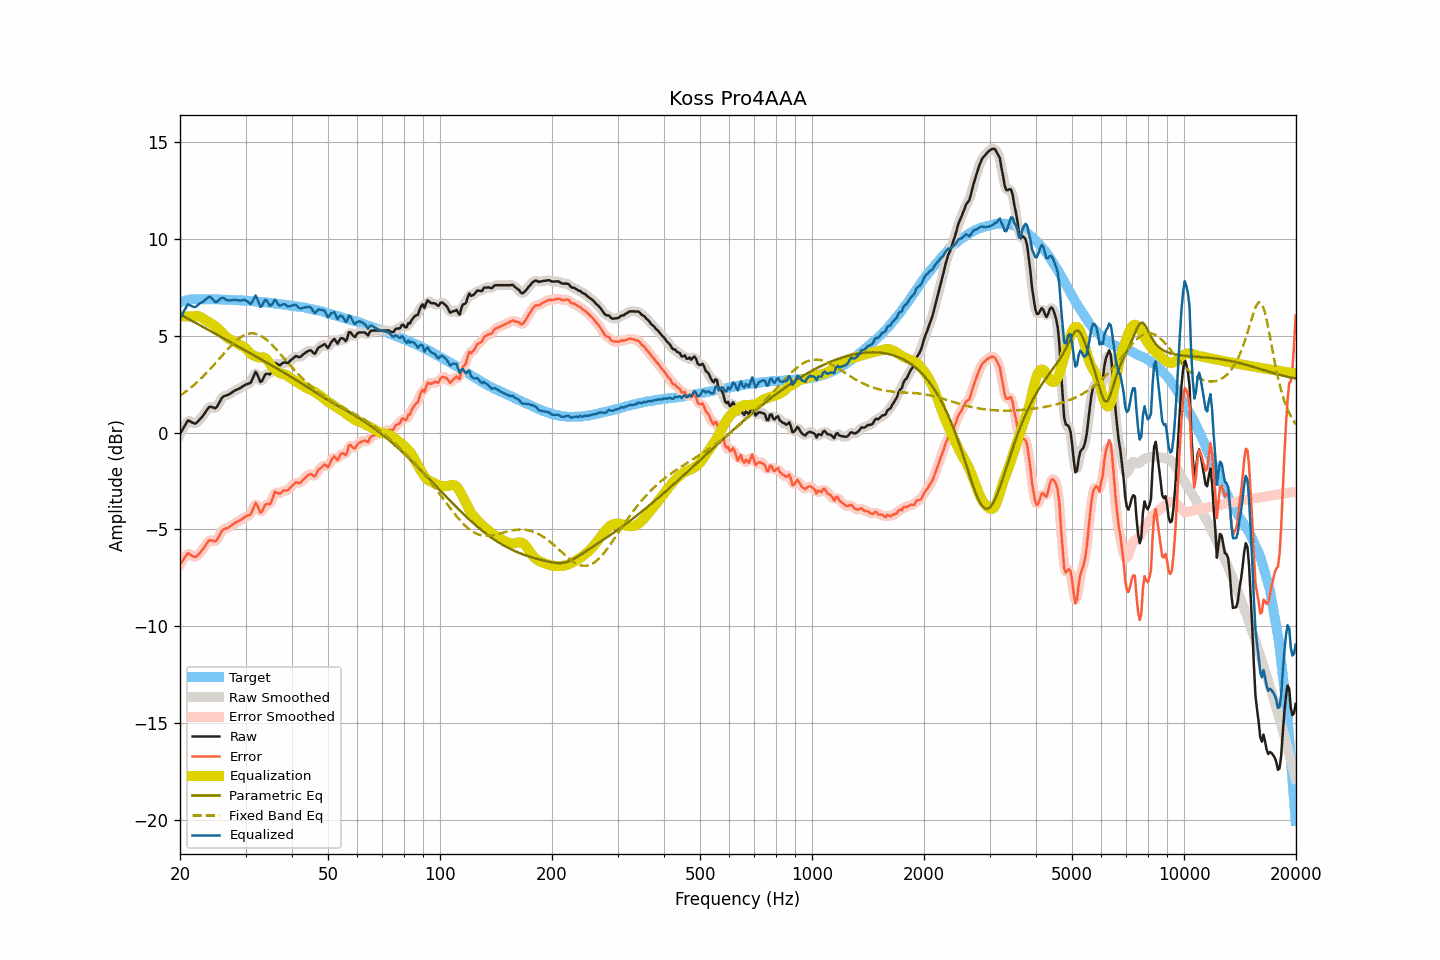 Koss Pro4AAA
15
10
5
0
−5
−10
−15
−20
Amplitude (dBr)
Target
Raw Smoothed
Error Smoothed
Raw
Error
Equalization
Parametric Eq
Fixed Band Eq
Equalized
20 50 100 200 500 1000 2000 5000 10000 20000
Frequency (Hz)